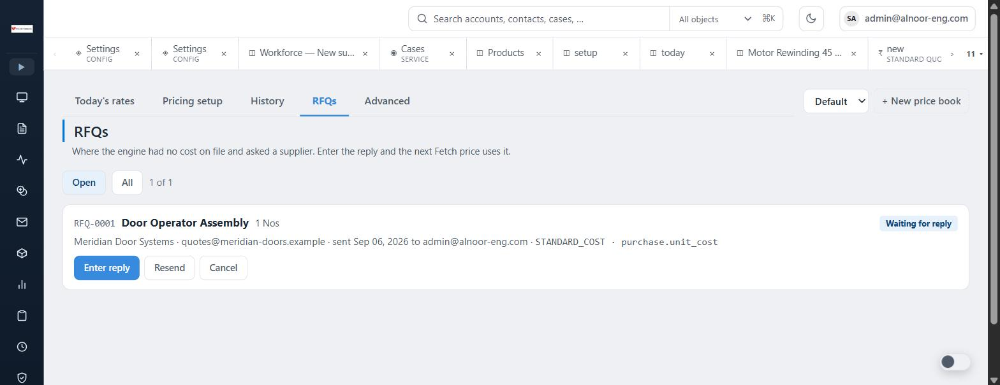 Search accounts, contacts, cases, ...
All objects
⌘K
SA
admin@alnoor-eng.com
Settings
CONFIG
Settings
CONFIG
Workforce — New su...
Cases
SERVICE
Products
setup
today
Motor Rewinding 45 ...
₹ new
STANDARD QUC
11
Today's rates
Pricing setup
History
RFQs
Advanced
Default
+ New price book
RFQs
Where the engine had no cost on file and asked a supplier. Enter the reply and the next Fetch price uses it.
Open
All
1 of 1
RFQ-0001 Door Operator Assembly 1 Nos
Waiting for reply
Meridian Door Systems · quotes@meridian-doors.example · sent Sep 06, 2026 to admin@alnoor-eng.com · STANDARD_COST · purchase.unit_cost
Enter reply
Resend
Cancel